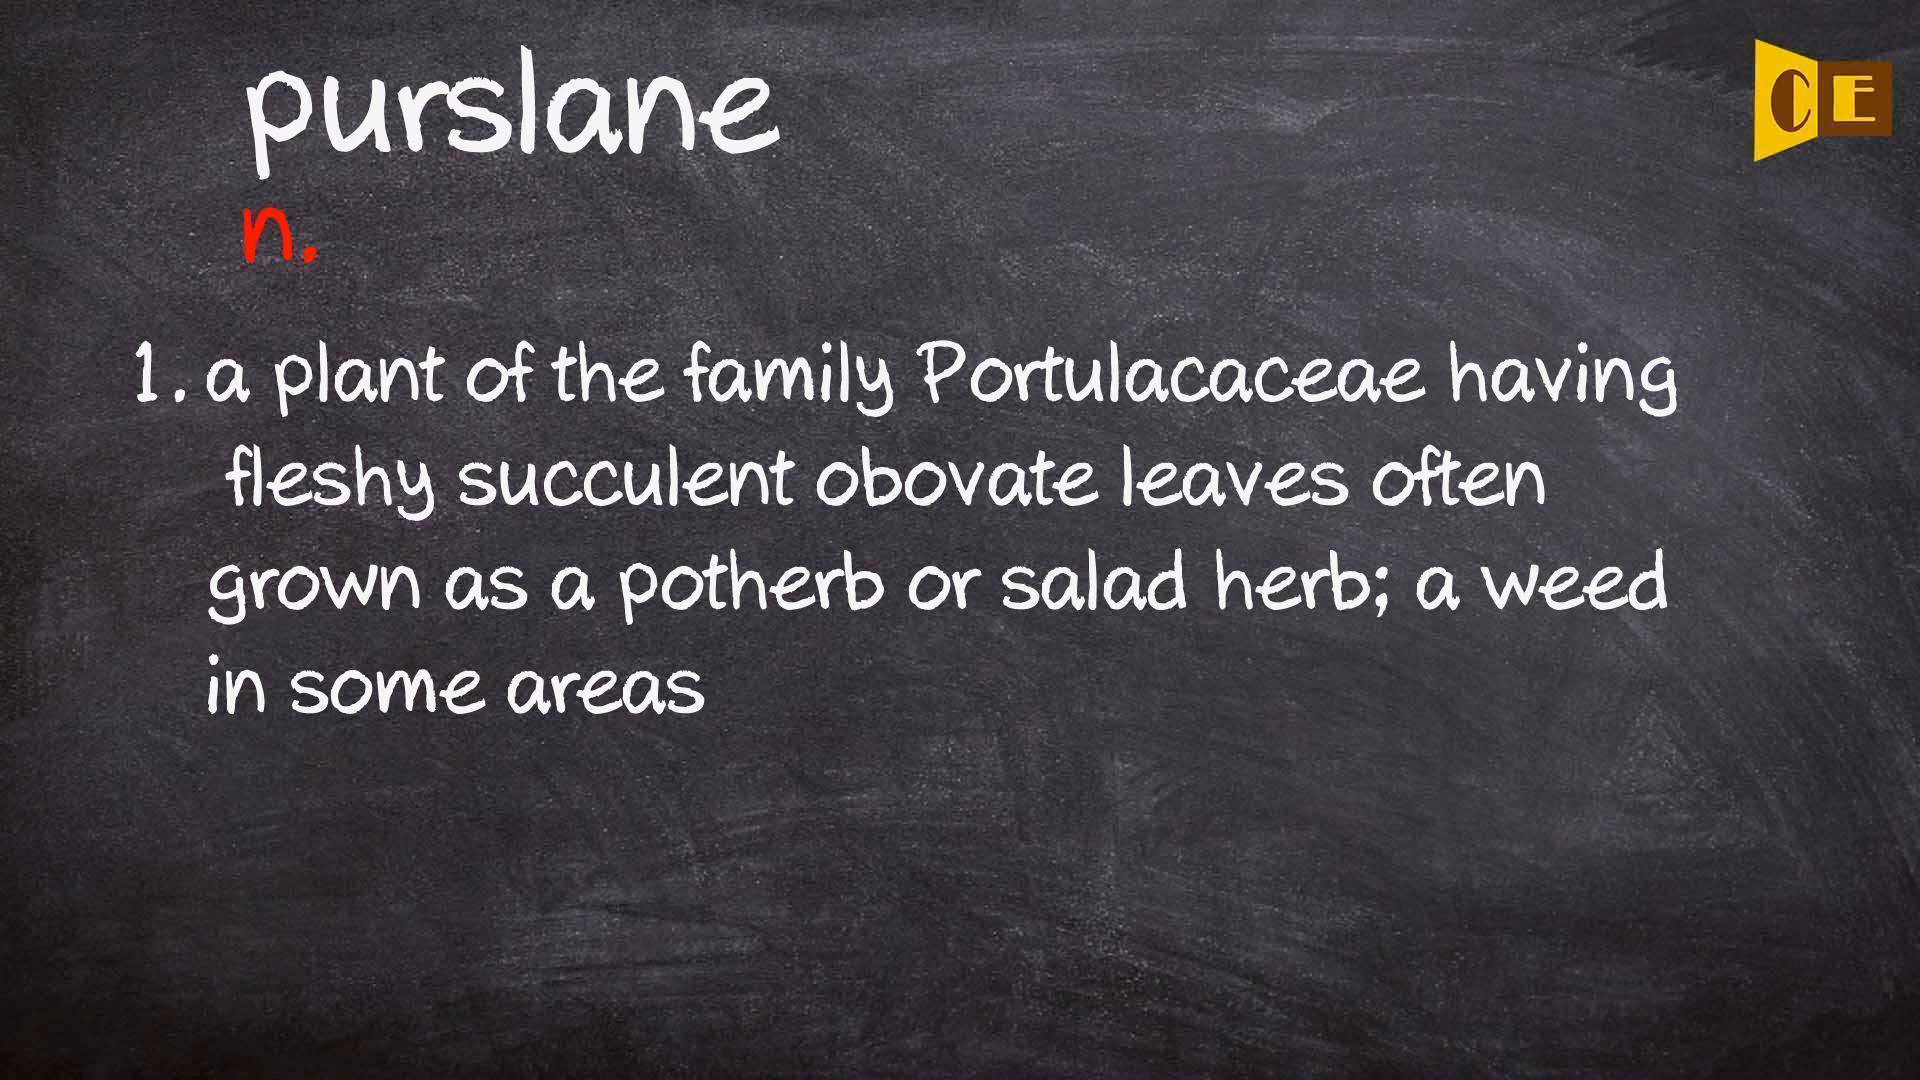 purslane
CE
n.
1. a plant of the family Portulacaceae having
fleshy succulent obovate leaves often
grown as a potherb or salad herb; a weed
in some areas